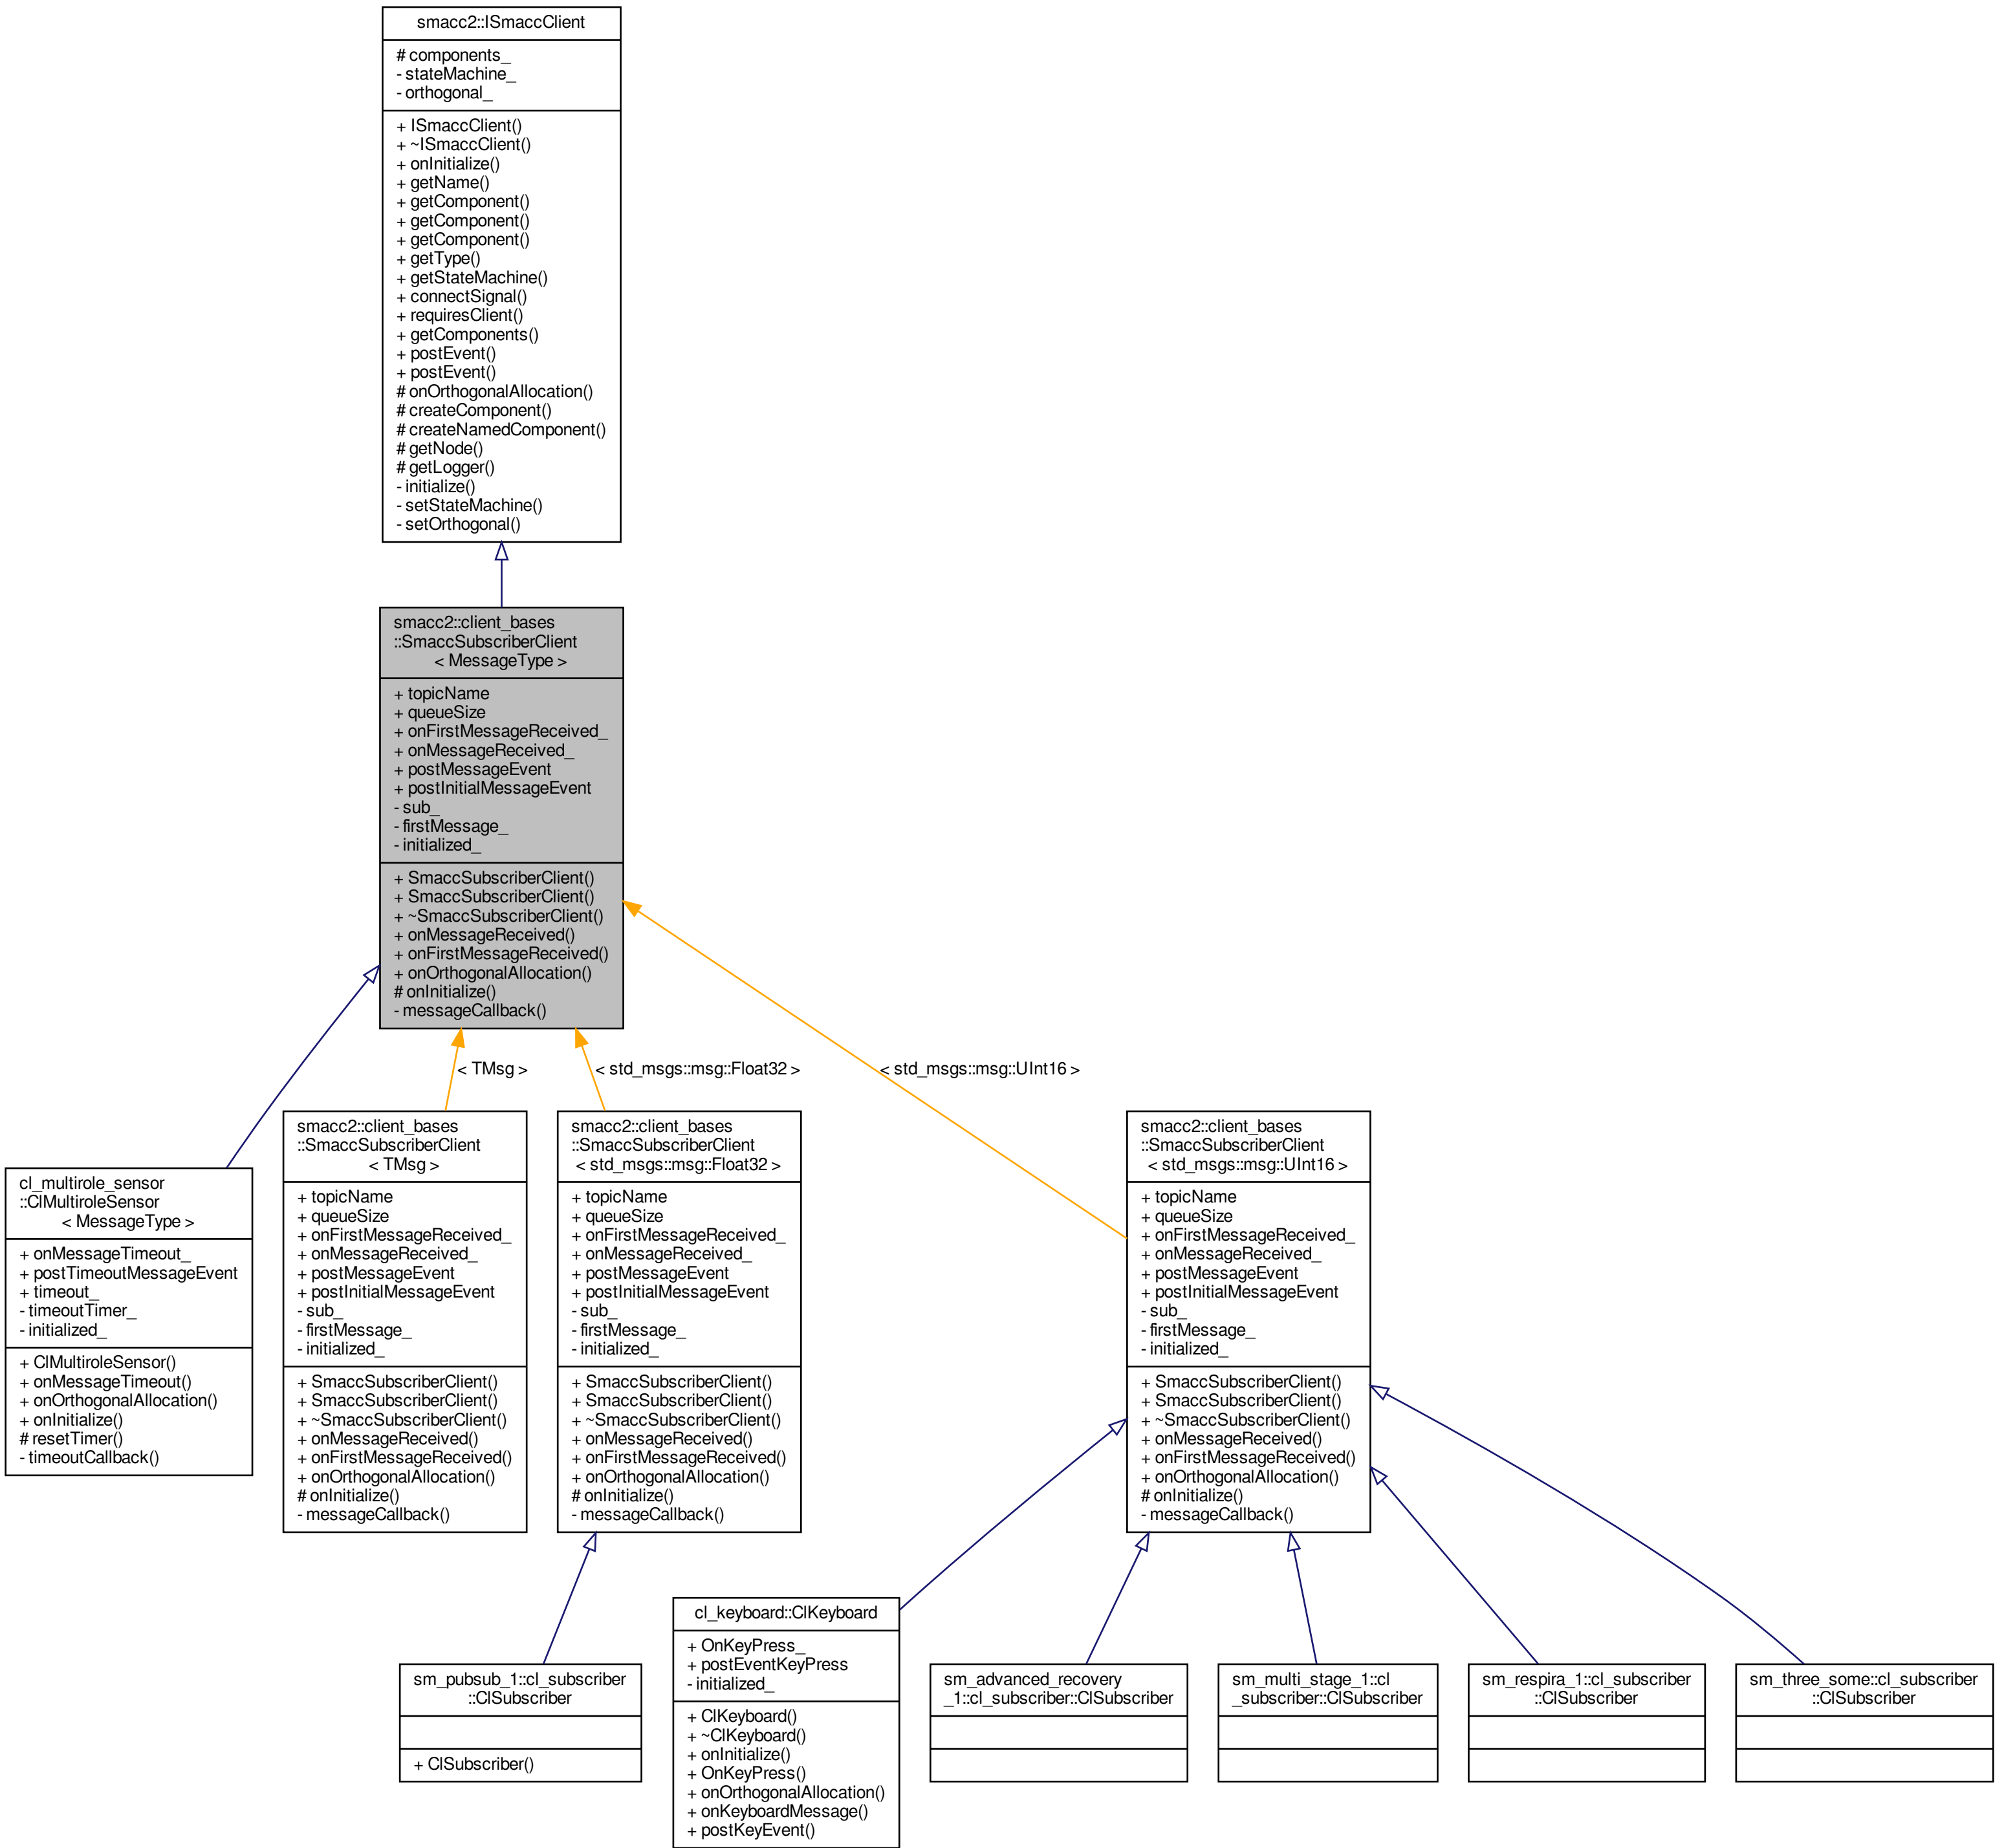 smacc2::ISmaccClient
# components_
- stateMachine_
- orthogonal_
+ ISmaccClient()
+ ~ISmaccClient()
+ onInitialize()
+ getName()
+ getComponent()
+ getComponent()
+ getComponent()
+ getType()
+ getStateMachine()
+ connectSignal()
+ requiresClient()
+ getComponents()
+ postEvent()
+ postEvent()
# onOrthogonalAllocation()
# createComponent()
# createNamedComponent()
# getNode()
# getLogger()
- initialize()
- setStateMachine()
- setOrthogonal()
smacc2::client_bases
::SmaccSubscriberClient
< MessageType >
+ topicName
+ queueSize
+ onFirstMessageReceived_
+ onMessageReceived_
+ postMessageEvent
+ postInitialMessageEvent
- sub_
- firstMessage_
- initialized_
+ SmaccSubscriberClient()
+ SmaccSubscriberClient()
+ ~SmaccSubscriberClient()
+ onMessageReceived()
+ onFirstMessageReceived()
+ onOrthogonalAllocation()
# onInitialize()
- messageCallback()
< TMsg >
< std_msgs::msg::Float32 >
< std_msgs::msg::UInt16 >
cl_multirole_sensor
::ClMultiroleSensor
< MessageType >
+ onMessageTimeout_
+ postTimeoutMessageEvent
+ timeout_
- timeoutTimer_
- initialized_
+ ClMultiroleSensor()
+ onMessageTimeout()
+ onOrthogonalAllocation()
+ onInitialize()
# resetTimer()
- timeoutCallback()
smacc2::client_bases
::SmaccSubscriberClient
< TMsg >
+ topicName
+ queueSize
+ onFirstMessageReceived_
+ onMessageReceived_
+ postMessageEvent
+ postInitialMessageEvent
- sub_
- firstMessage_
- initialized_
+ SmaccSubscriberClient()
+ SmaccSubscriberClient()
+ ~SmaccSubscriberClient()
+ onMessageReceived()
+ onFirstMessageReceived()
+ onOrthogonalAllocation()
# onInitialize()
- messageCallback()
smacc2::client_bases
::SmaccSubscriberClient
< std_msgs::msg::Float32 >
+ topicName
+ queueSize
+ onFirstMessageReceived_
+ onMessageReceived_
+ postMessageEvent
+ postInitialMessageEvent
- sub_
- firstMessage_
- initialized_
+ SmaccSubscriberClient()
+ SmaccSubscriberClient()
+ ~SmaccSubscriberClient()
+ onMessageReceived()
+ onFirstMessageReceived()
+ onOrthogonalAllocation()
# onInitialize()
- messageCallback()
smacc2::client_bases
::SmaccSubscriberClient
< std_msgs::msg::UInt16 >
+ topicName
+ queueSize
+ onFirstMessageReceived_
+ onMessageReceived_
+ postMessageEvent
+ postInitialMessageEvent
- sub_
- firstMessage_
- initialized_
+ SmaccSubscriberClient()
+ SmaccSubscriberClient()
+ ~SmaccSubscriberClient()
+ onMessageReceived()
+ onFirstMessageReceived()
+ onOrthogonalAllocation()
# onInitialize()
- messageCallback()
sm_pubsub_1::cl_subscriber
::ClSubscriber
+ ClSubscriber()
cl_keyboard::ClKeyboard
+ OnKeyPress_
+ postEventKeyPress
- initialized_
+ ClKeyboard()
+ ~ClKeyboard()
+ onInitialize()
+ OnKeyPress()
+ onOrthogonalAllocation()
+ onKeyboardMessage()
+ postKeyEvent()
sm_advanced_recovery
_1::cl_subscriber::ClSubscriber
sm_multi_stage_1::cl
_subscriber::ClSubscriber
sm_respira_1::cl_subscriber
::ClSubscriber
sm_three_some::cl_subscriber
::ClSubscriber